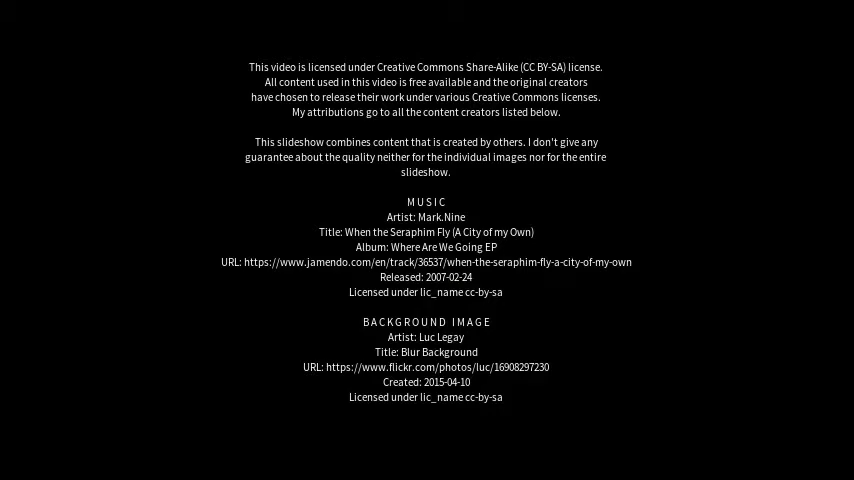 This video is licensed under Creative Commons Share-Alike (CC BY-SA) license.
All content used in this video is free available and the original creators
have chosen to release their work under various Creative Commons licenses.
My attributions go to all the content creators listed below.
This slideshow combines content that is created by others. I don't give any
guarantee about the quality neither for the individual images nor for the entire
slideshow.
MUSIC
Artist: Mark.Nine
Title: When the Seraphim Fly (A City of my Own)
Album: Where Are We Going EP
URL: https://www.jamendo.com/en/track/36537/when-the-seraphim-fly-a-city-of-my-own
Released: 2007-02-24
Licensed under lic_name cc-by-sa
BACKGROUND IMAGE
Artist: Luc Legay
Title: Blur Background
URL: https://www.flickr.com/photos/luc/16908297230
Created: 2015-04-10
Licensed under lic_name cc-by-sa